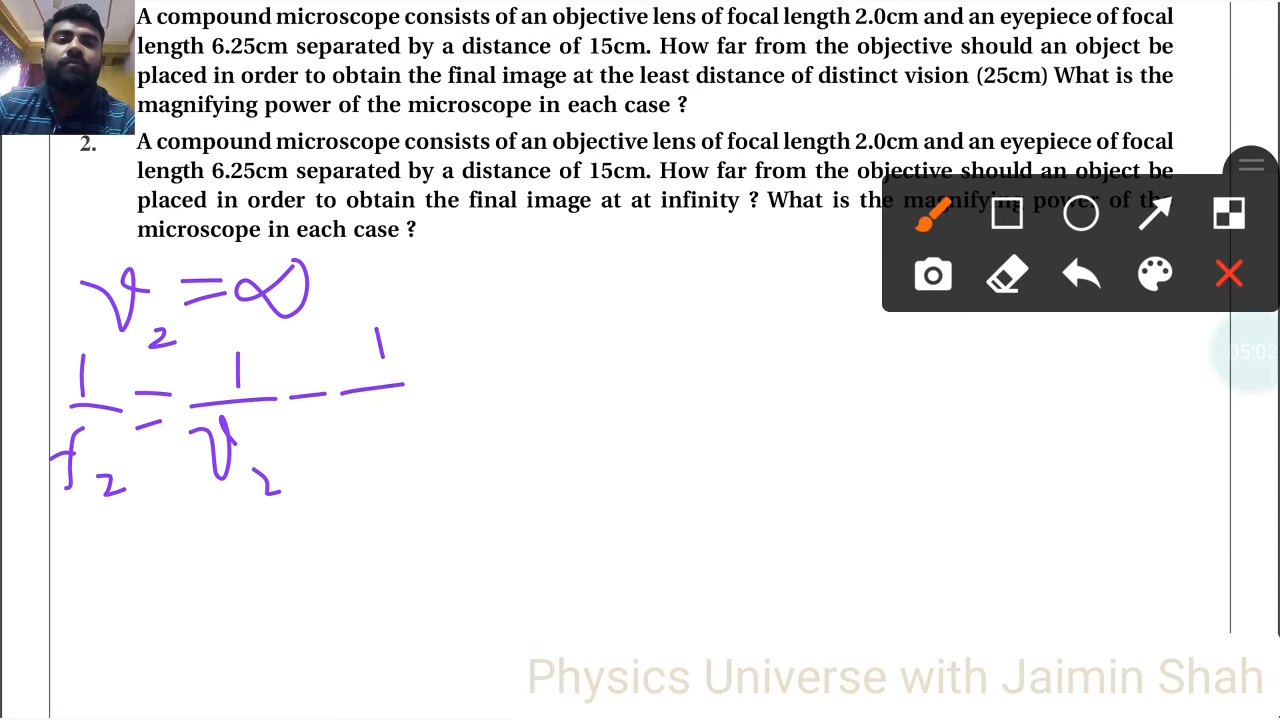 A compound microscope consists of an objective lens of focal length 2.0cm and an eyepiece of focal
length 6.25cm separated by a distance of 15cm. How far from the objective should an object be
placed in order to obtain the final image at the least distance of distinct vision (25cm) What is the
magnifying power of the microscope in each case ?
2. A compound microscope consists of an objective lens of focal length 2.0cm and an eyepiece of focal
length 6.25cm separated by a distance of 15cm. How far from the objective should an object be
placed in order to obtain the final image at at infinity ? What is the magnifying power of the
microscope in each case ?
v₂ = ∞
1/f₂ = 1/v₂ - 1/
05:02
Physics Universe with Jaimin Shah